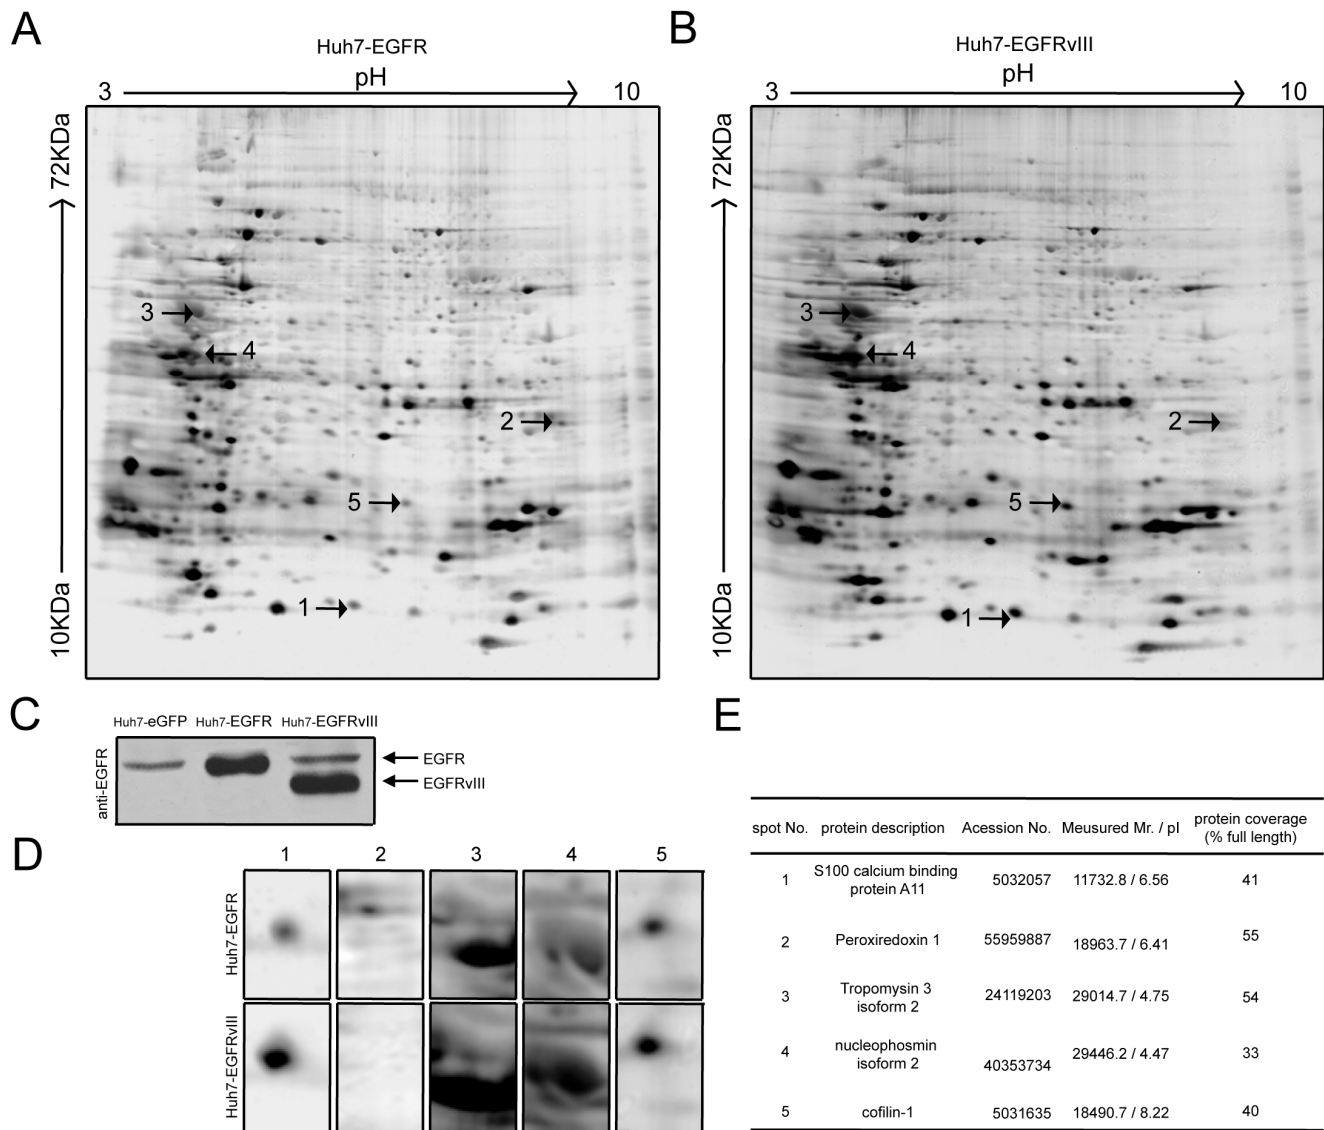 A
Huh7-EGFR
pH
3
10
72KDa
10KDa
3
4
2
5
1
B
Huh7-EGFRvIII
pH
3
10
72KDa
10KDa
3
4
2
5
1
C
Huh7-eGFP Huh7-EGFR Huh7-EGFRvIII
anti-EGFR
EGFR
EGFRvIII
D
1 2 3 4 5
Huh7-EGFR
Huh7-EGFRvIII
E
spot No. protein description Acession No. Meusured Mr. / pI protein coverage (% full length)
1 S100 calcium binding protein A11 5032057 11732.8 / 6.56 41
2 Peroxiredoxin 1 55959887 18963.7 / 6.41 55
3 Tropomysin 3 isoform 2 24119203 29014.7 / 4.75 54
4 nucleophosmin isoform 2 40353734 29446.2 / 4.47 33
5 cofilin-1 5031635 18490.7 / 8.22 40